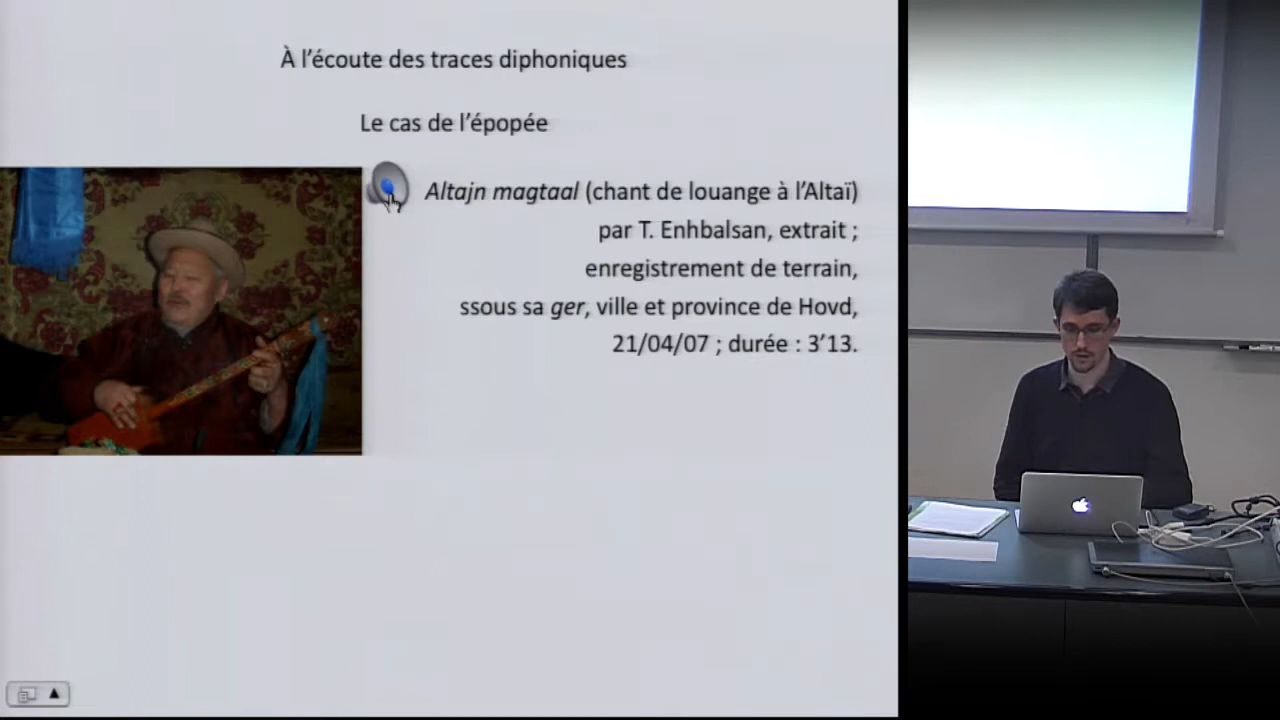 À l’écoute des traces diphoniques
Le cas de l’épopée
Altajn magtaal (chant de louange à l’Altaï)
par T. Enhbalsan, extrait ;
enregistrement de terrain,
ssous sa ger, ville et province de Hovd,
21/04/07 ; durée : 3’13.